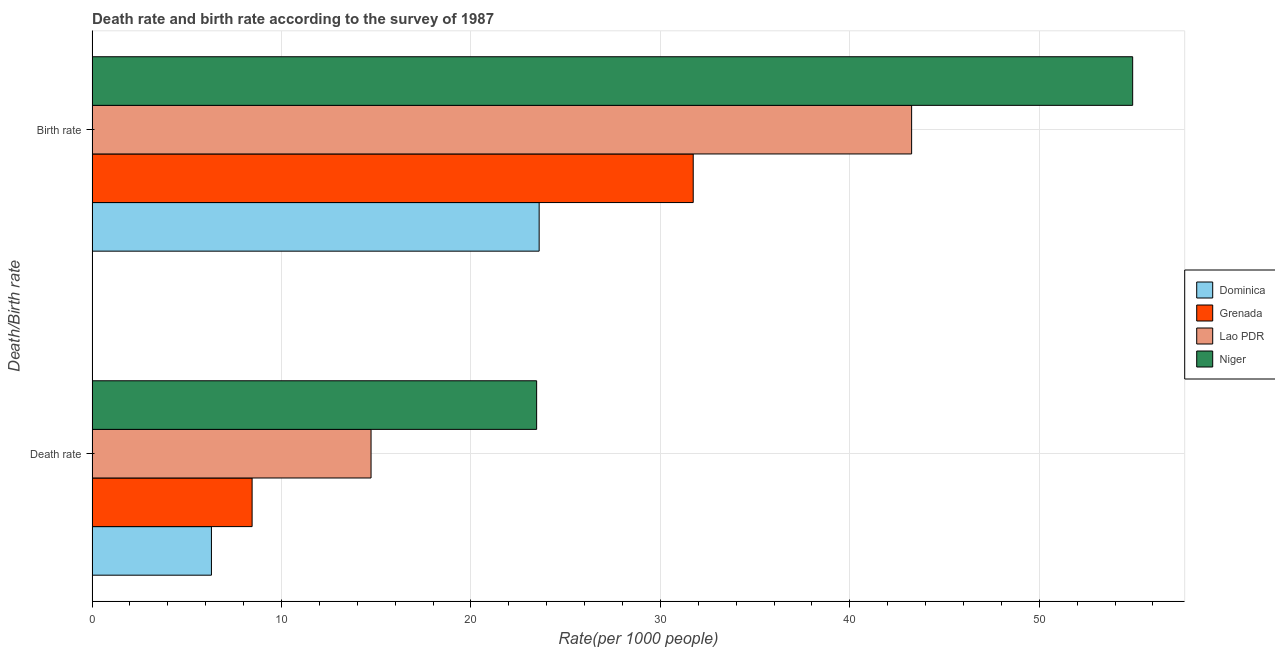 Death rate and birth rate according to the survey of 1987
Death/Birth rate
Birth rate
Death rate
0
10
20
30
40
50
Rate(per 1000 people)
Dominica
Grenada
Lao PDR
Niger